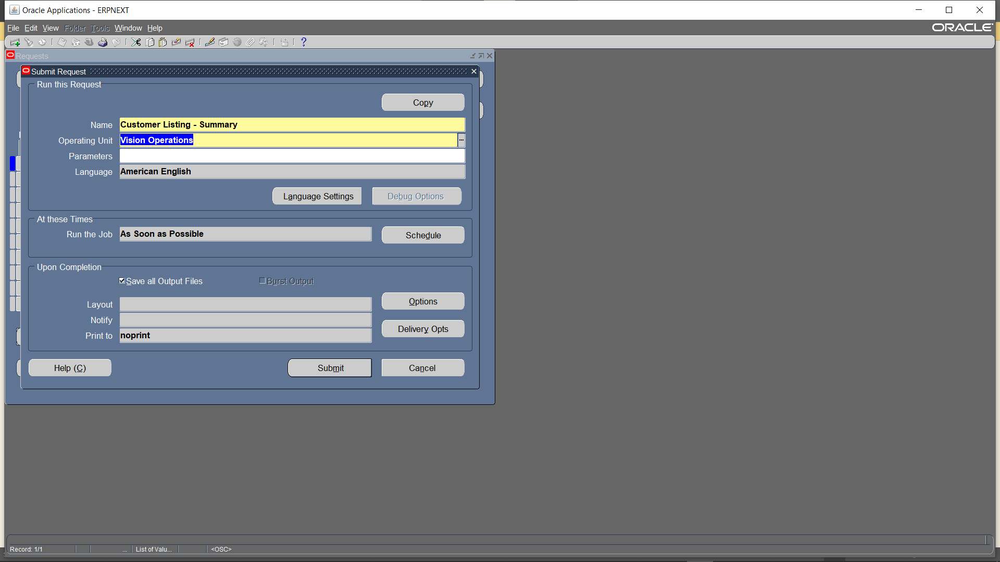 Oracle Applications - ERPNEXT
File Edit View Folder Tools Window Help
ORACLE
Requests
Submit Request
Run this Request
Copy
Name Customer Listing - Summary
Operating Unit Vision Operations ...
Parameters
Language American English
Language Settings Debug Options
At these Times
Run the Job As Soon as Possible Schedule
Upon Completion
Save all Output Files Burst Output
Layout Options
Notify Delivery Opts
Print to noprint
Help (C) Submit Cancel
Record: 1/1 ... List of Valu... <OSC>